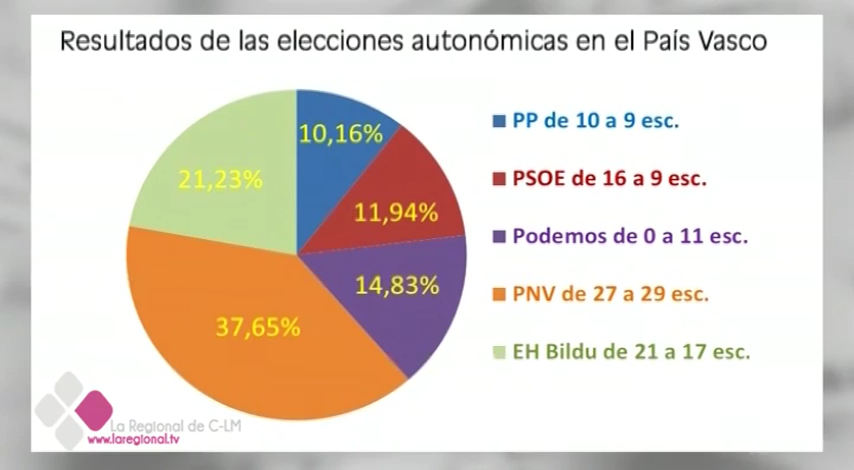 Resultados de las elecciones autonómicas en el País Vasco
10,16%
11,94%
14,83%
37,65%
21,23%
PP de 10 a 9 esc.
PSOE de 16 a 9 esc.
Podemos de 0 a 11 esc.
PNV de 27 a 29 esc.
EH Bildu de 21 a 17 esc.
La Regional de C-LM
www.laregional.tv